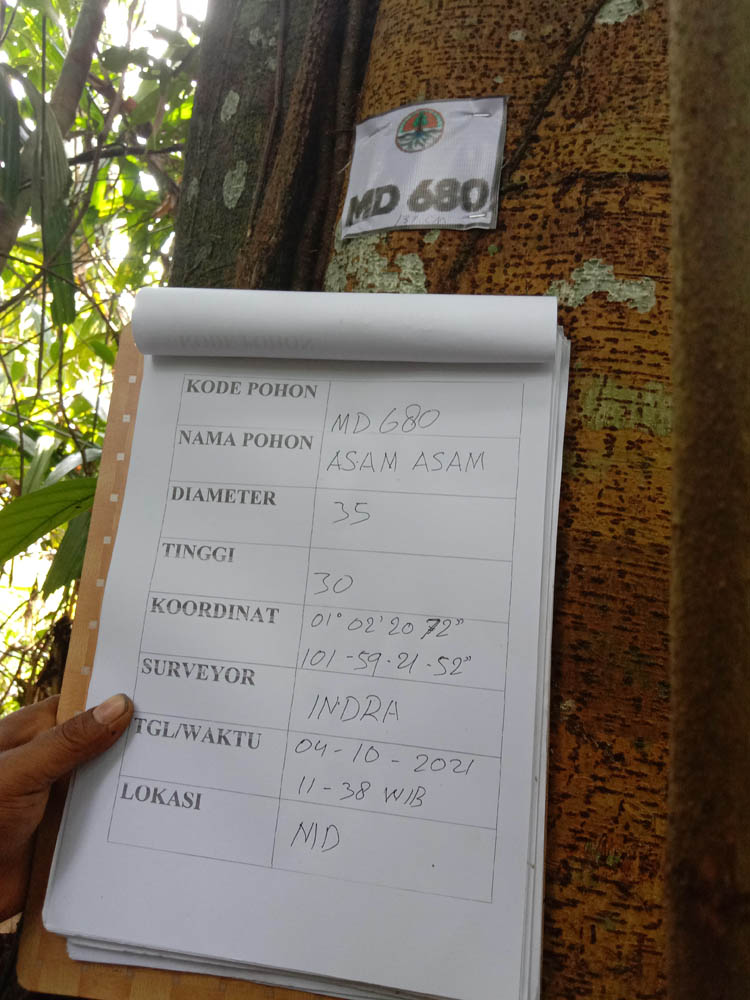 MD 680
KODE POHON
MD 680
NAMA POHON
ASAM ASAM
DIAMETER
35
TINGGI
30
KOORDINAT
01° 02' 20 72"
101-59.21.52"
SURVEYOR
INDRA
TGL/WAKTU
04-10-2021
11-38 WIB
LOKASI
MD